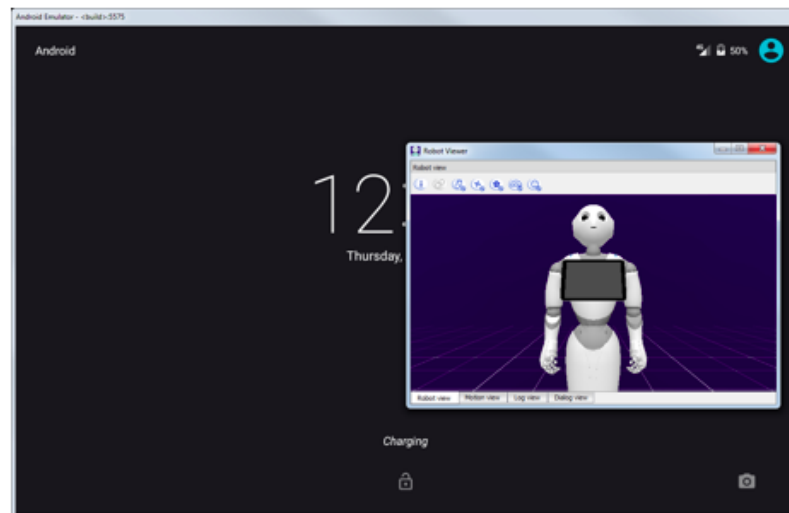 Android Emulator - <build>:5575
Android
50%
Robot Viewer
Robot view
12:
Thursday,
Robot view Motion view Log view Dialog view
Charging